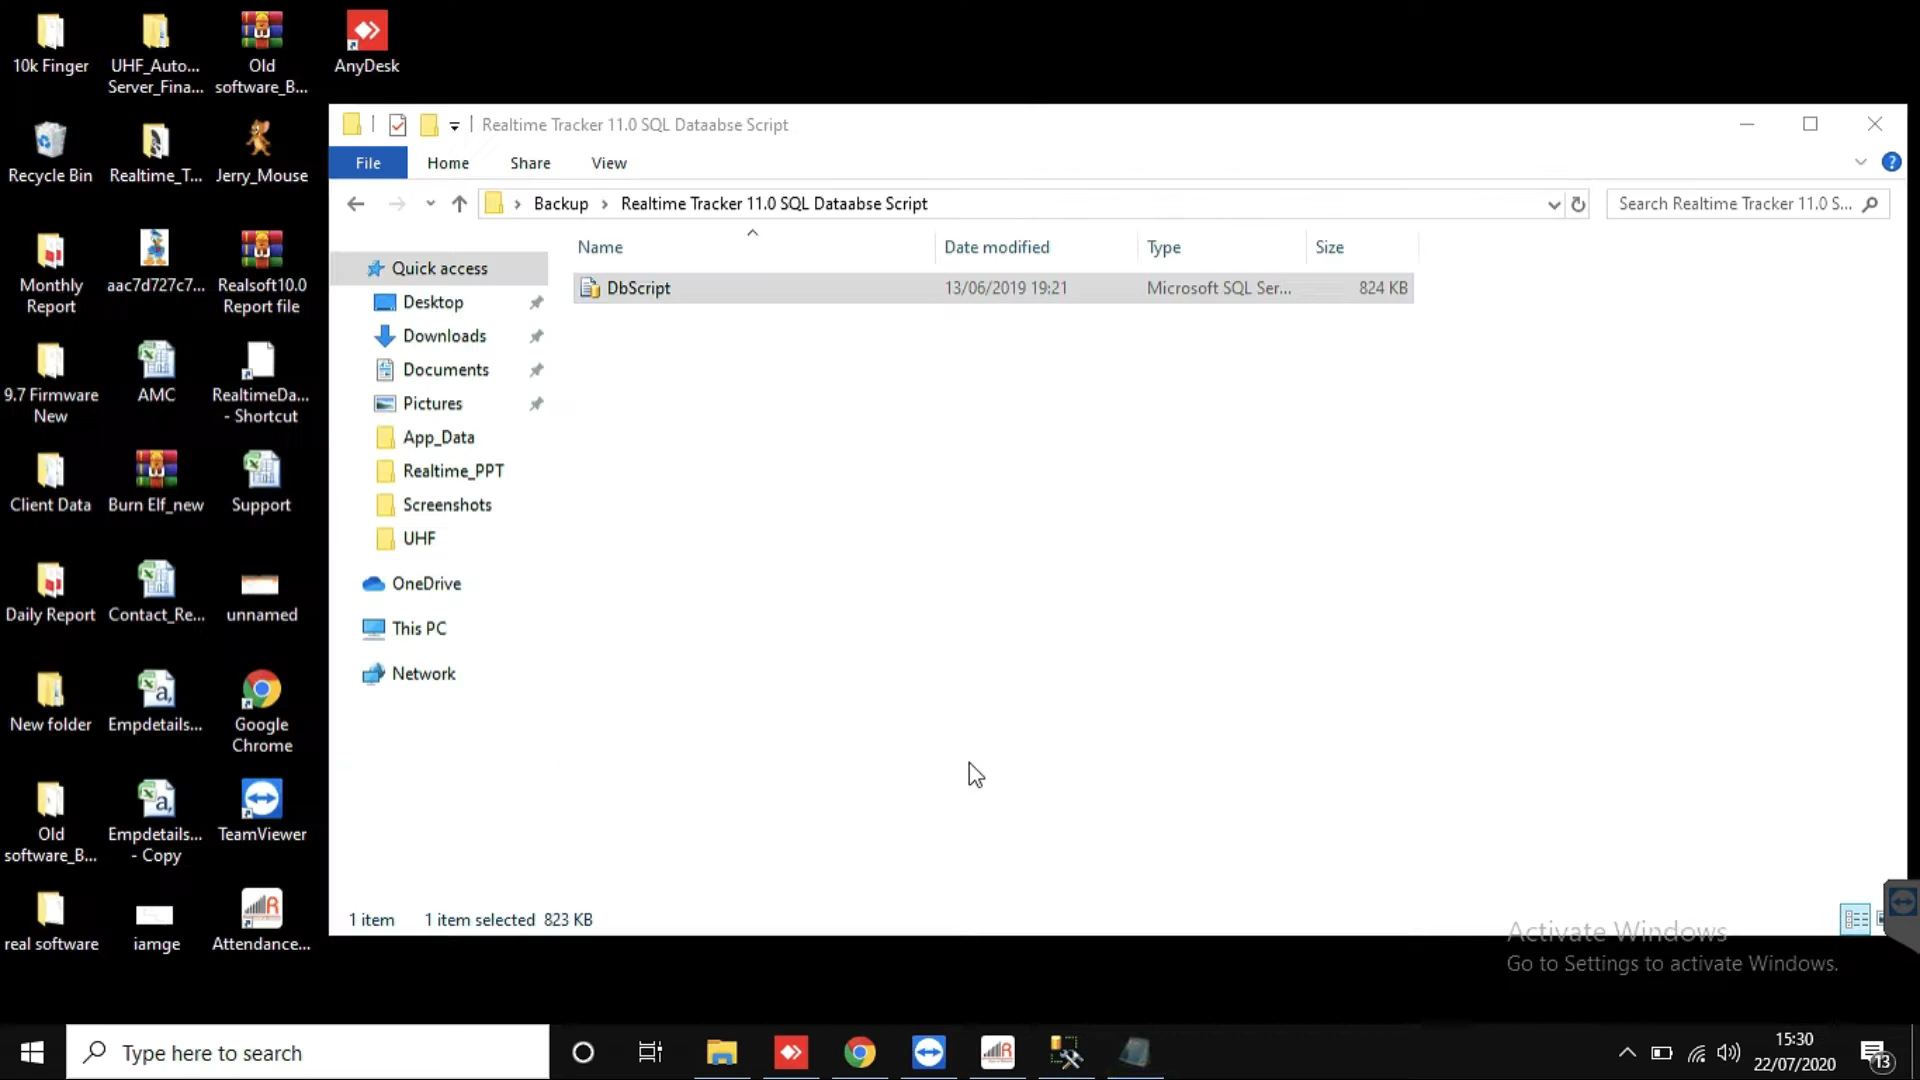 10k Finger
UHF_Auto...
Server_Fina...
Old
software_B...
AnyDesk
Recycle Bin
Realtime_T...
Jerry_Mouse
Monthly
Report
aac7d727c7...
Realsoft10.0
Report file
9.7 Firmware
New
AMC
RealtimeDa...
- Shortcut
Client Data
Burn Elf_new
Support
Daily Report
Contact_Re...
unnamed
New folder
Empdetails...
Google
Chrome
Old
software_B...
Empdetails...
- Copy
TeamViewer
real software
iamge
Attendance...
Realtime Tracker 11.0 SQL Dataabse Script
File Home Share View
Backup Realtime Tracker 11.0 SQL Dataabse Script
Search Realtime Tracker 11.0 S...
Name Date modified Type Size
DbScript 13/06/2019 19:21 Microsoft SQL Ser... 824 KB
Quick access
Desktop
Downloads
Documents
Pictures
App_Data
Realtime_PPT
Screenshots
UHF
OneDrive
This PC
Network
1 item 1 item selected 823 KB
Activate Windows
Go to Settings to activate Windows.
Type here to search
15:30
22/07/2020
13